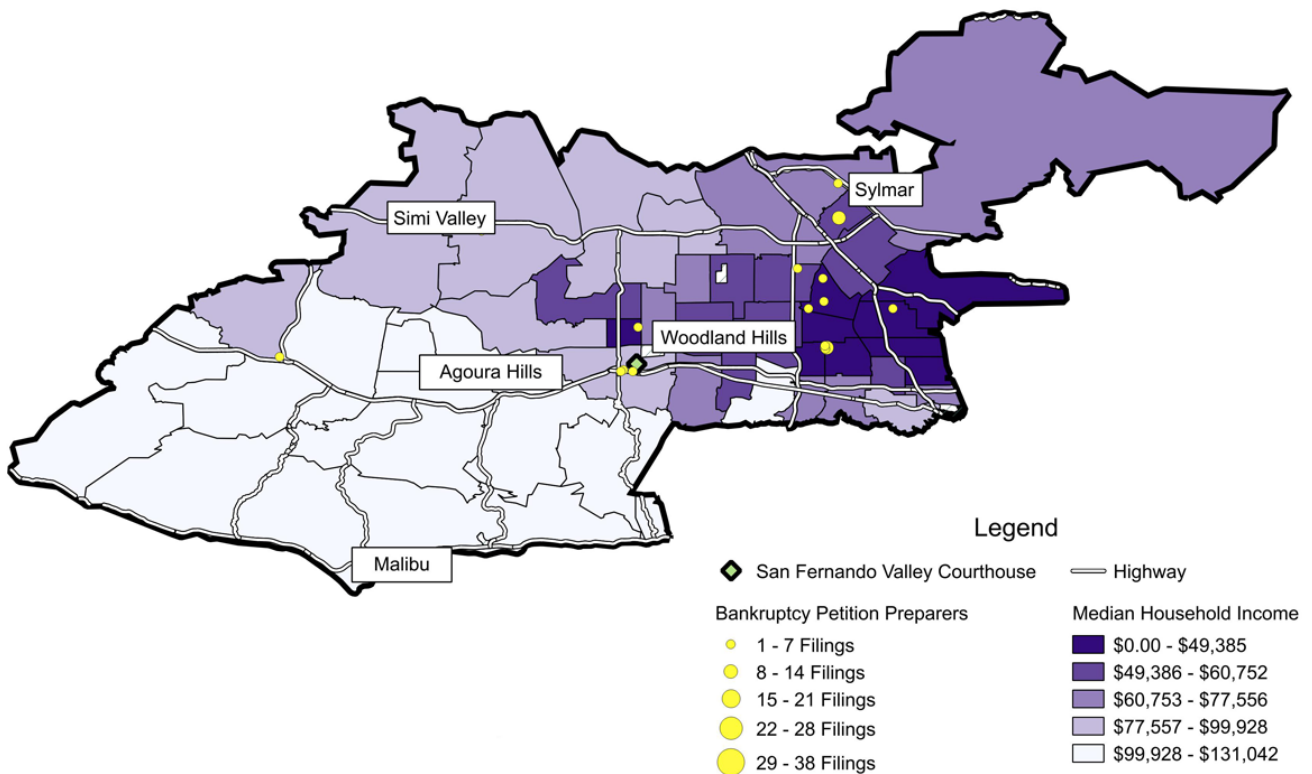 Sylmar
Simi Valley
Woodland Hills
Agoura Hills
Malibu
Legend
San Fernando Valley Courthouse
Highway
Bankruptcy Petition Preparers
1 - 7 Filings
8 - 14 Filings
15 - 21 Filings
22 - 28 Filings
29 - 38 Filings
Median Household Income
$0.00 - $49,385
$49,386 - $60,752
$60,753 - $77,556
$77,557 - $99,928
$99,928 - $131,042